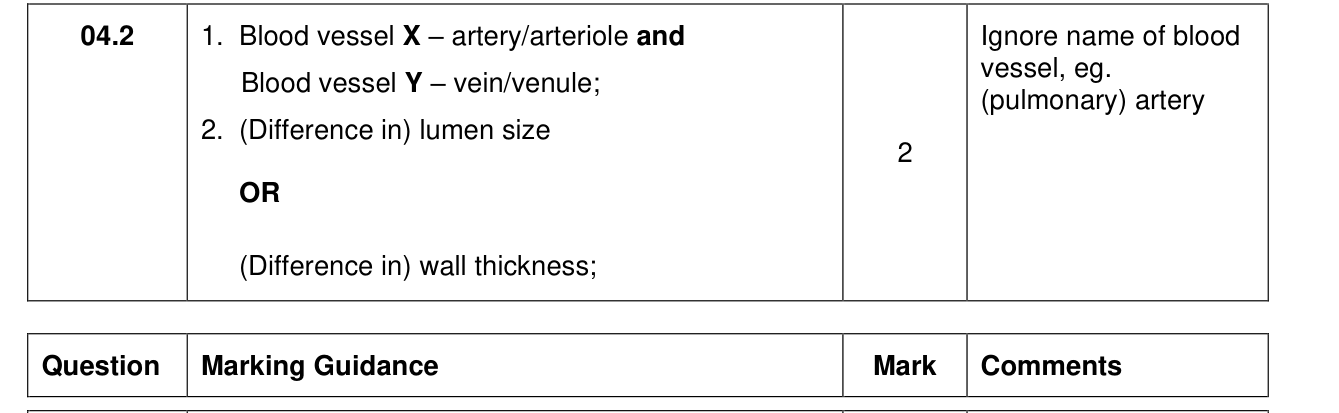 04.2
1. Blood vessel X – artery/arteriole and
Blood vessel Y – vein/venule;
2. (Difference in) lumen size
OR
(Difference in) wall thickness;
2
Ignore name of blood
vessel, eg.
(pulmonary) artery
Question Marking Guidance Mark Comments